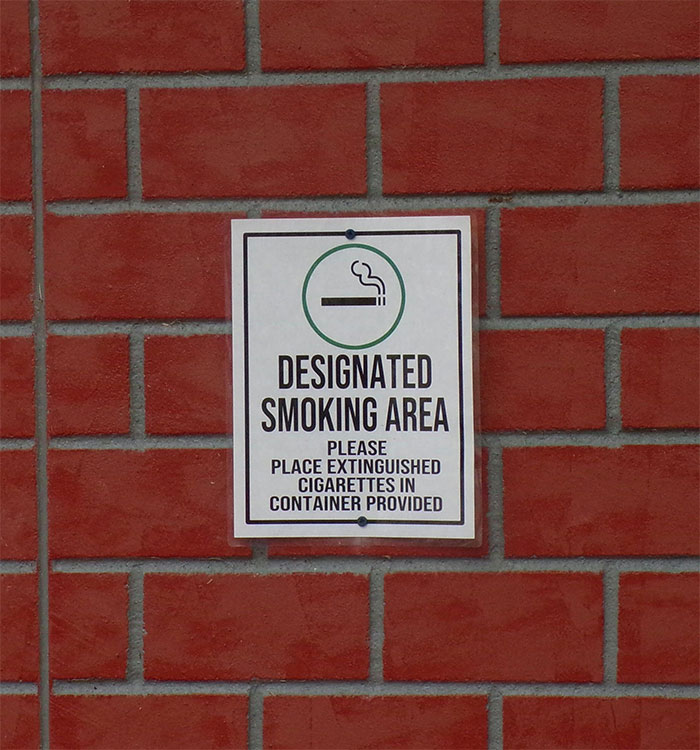 DESIGNATED
SMOKING AREA
PLEASE
PLACE EXTINGUISHED
CIGARETTES IN
CONTAINER PROVIDED